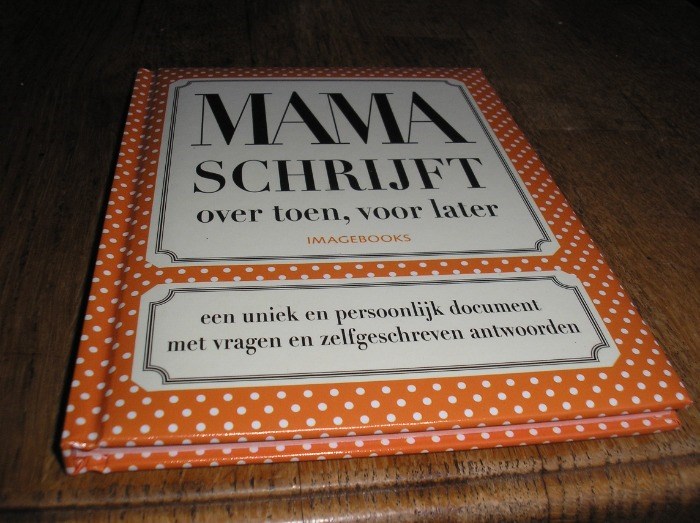 MAMA
SCHRIJFT
over toen, voor later
IMAGEBOOKS
een uniek en persoonlijk document
met vragen en zelfgeschreven antwoorden